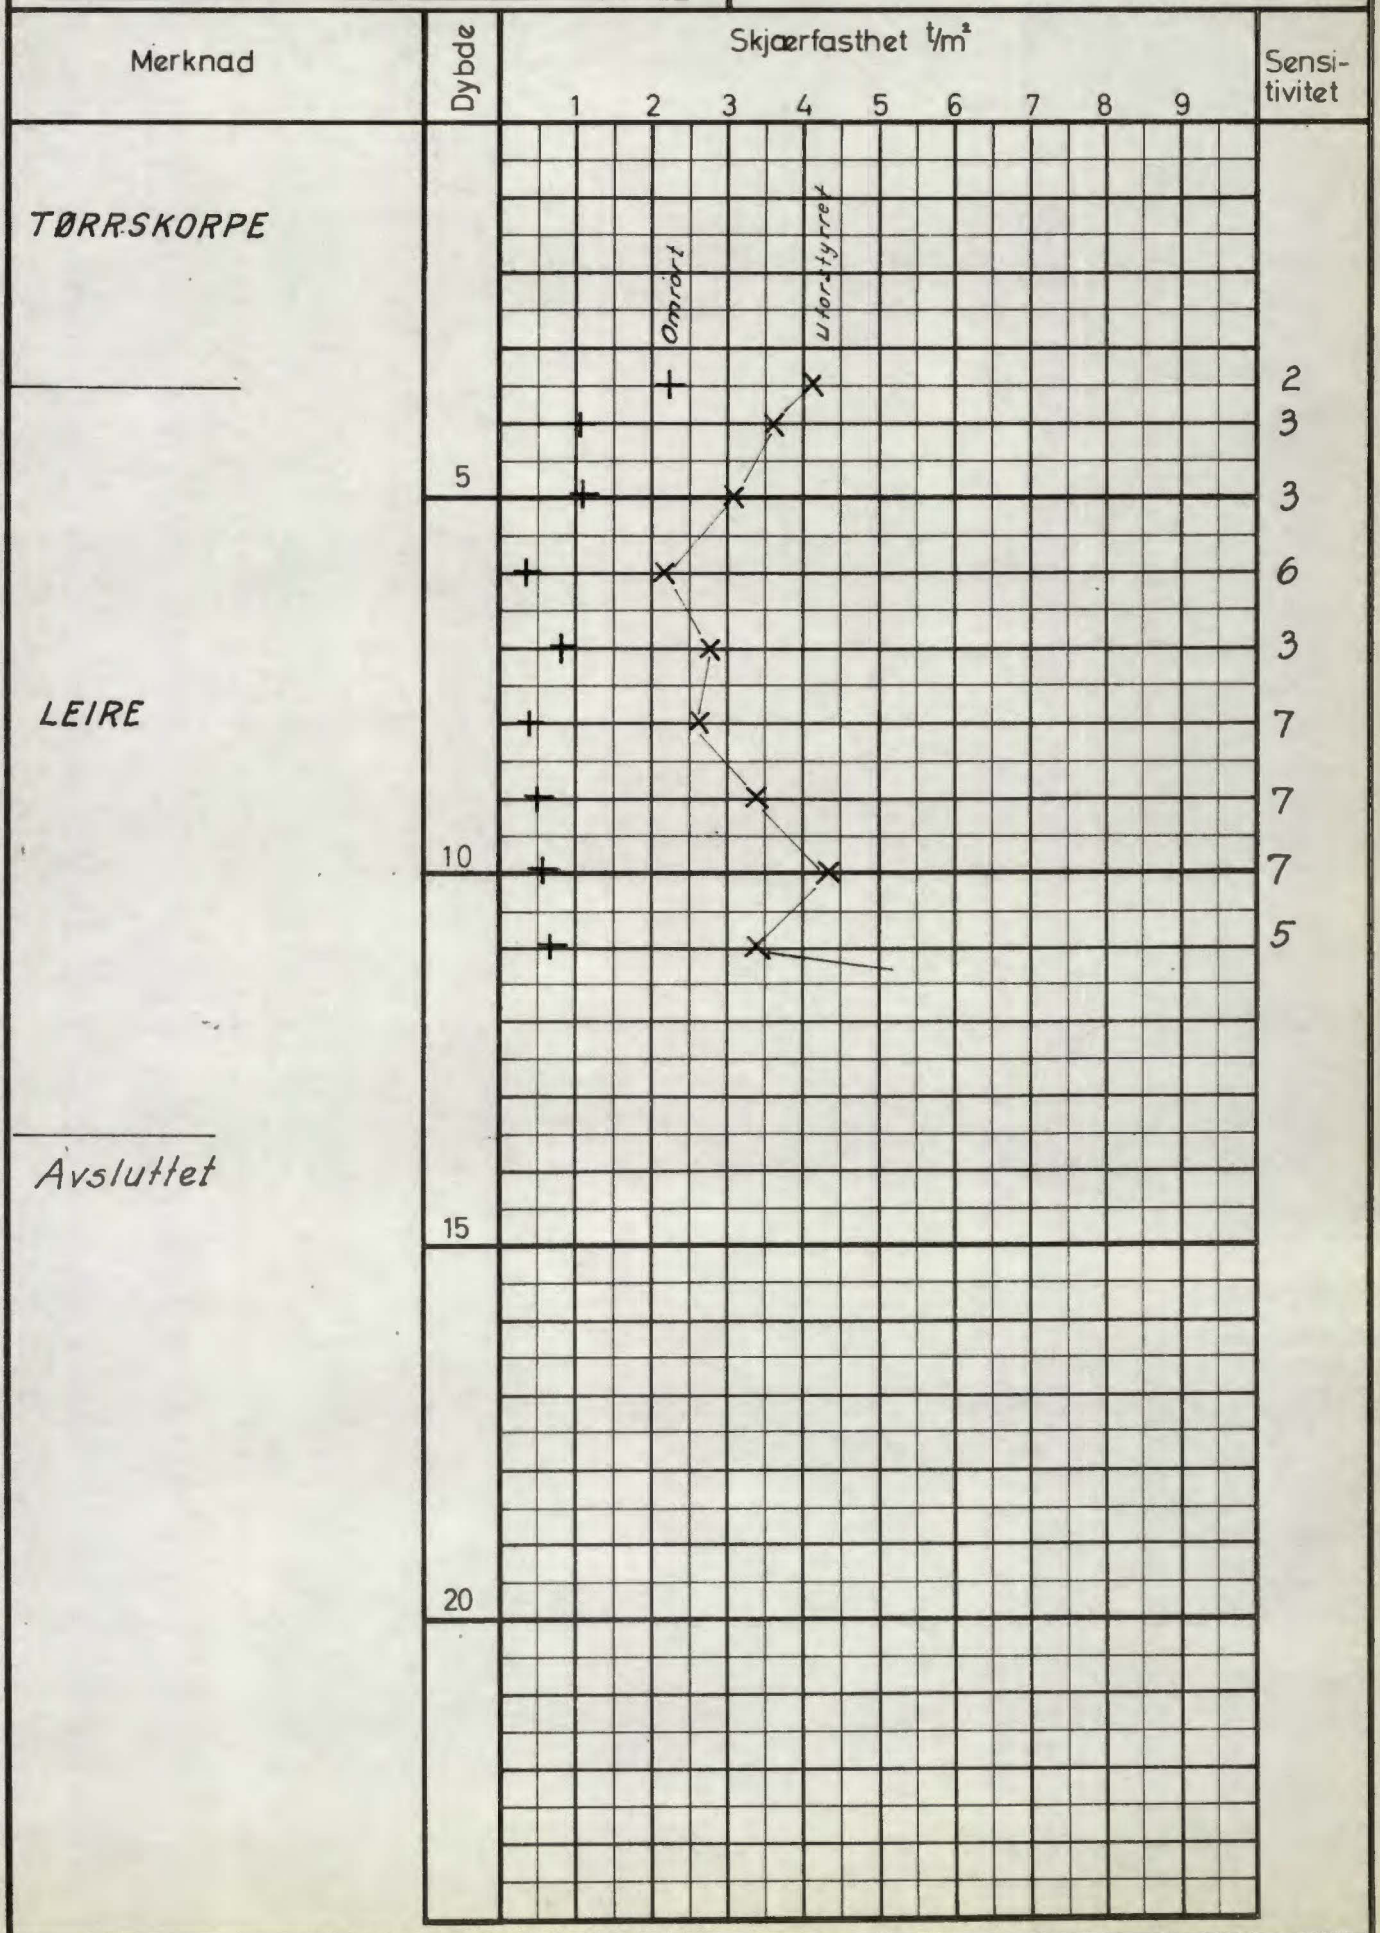 Merknad
Dybde
Skjærfasthet t/m²
Sensi-
tivitet
1 2 3 4 5 6 7 8 9
TØRRSKORPE
Omrørt
Uforstyrret
2
3
5
3
6
3
LEIRE
7
7
10
7
5
Avsluttet
15
20